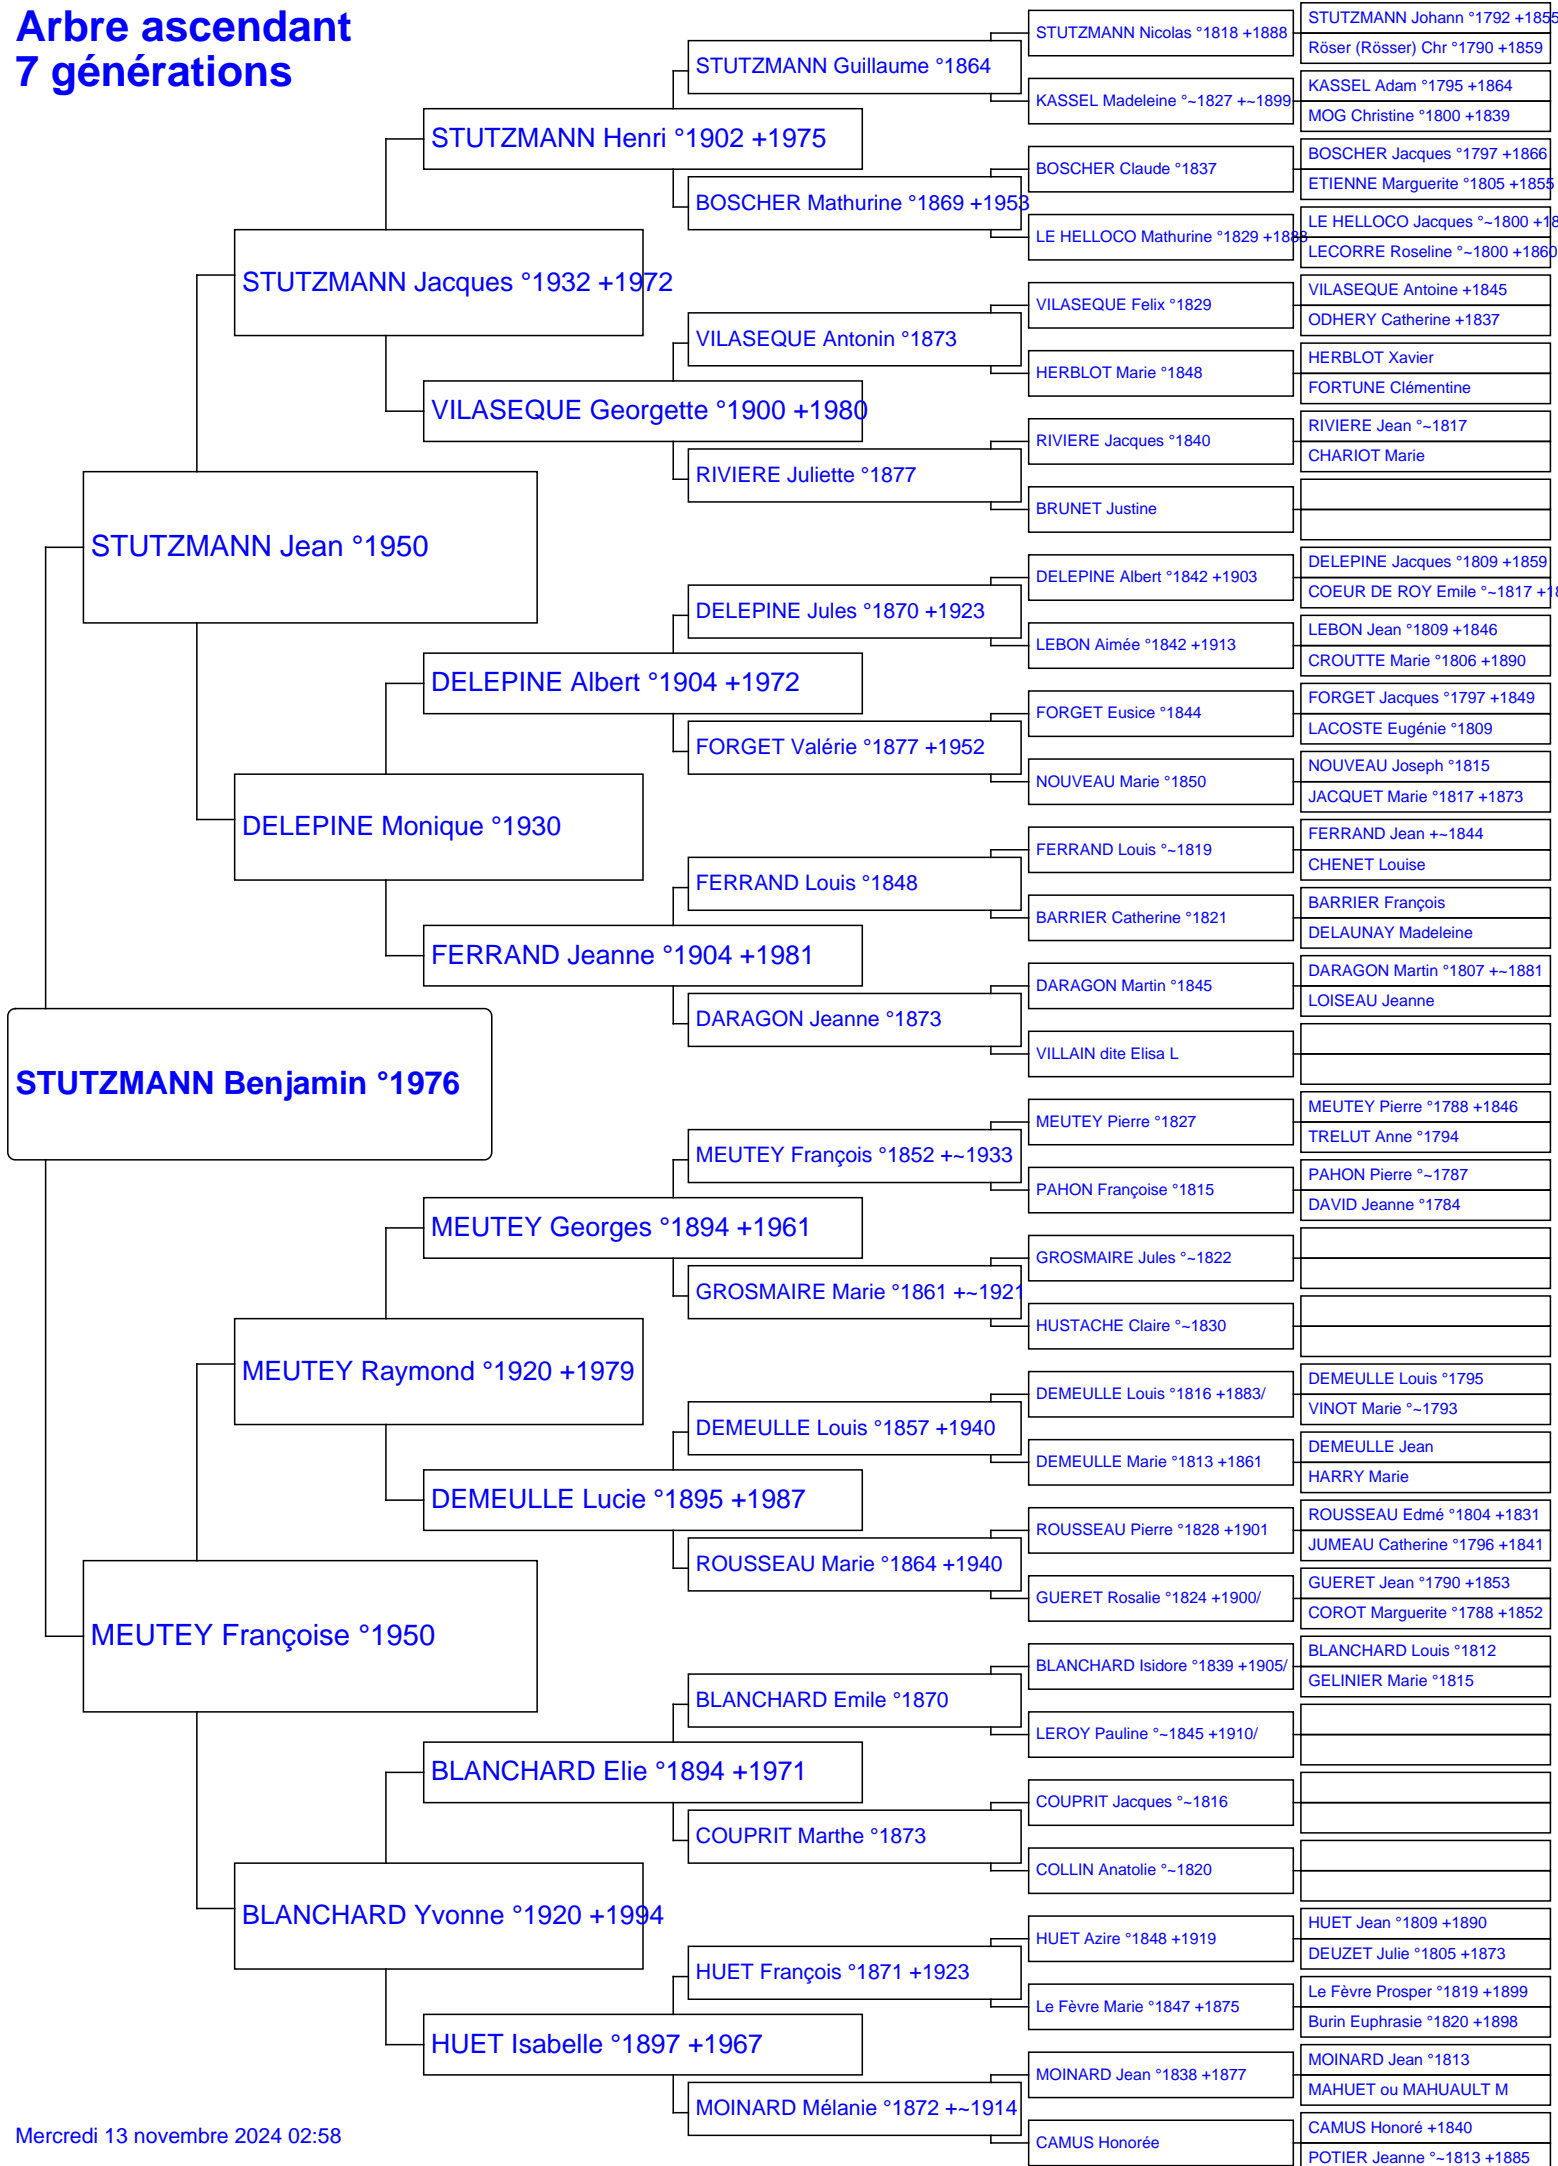 Arbre ascendant
7 générations
STUTZMANN Benjamin °1976
STUTZMANN Jean °1950
MEUTEY Françoise °1950
STUTZMANN Jacques °1932 +1972
DELEPINE Monique °1930
MEUTEY Raymond °1920 +1979
BLANCHARD Yvonne °1920 +1994
STUTZMANN Henri °1902 +1975
VILASEQUE Georgette °1900 +1980
DELEPINE Albert °1904 +1972
FERRAND Jeanne °1904 +1981
MEUTEY Georges °1894 +1961
DEMEULLE Lucie °1895 +1987
BLANCHARD Elie °1894 +1971
HUET Isabelle °1897 +1967
STUTZMANN Guillaume °1864
BOSCHER Mathurine °1869 +1953
VILASEQUE Antonin °1873
RIVIERE Juliette °1877
DELEPINE Jules °1870 +1923
FORGET Valérie °1877 +1952
FERRAND Louis °1848
DARAGON Jeanne °1873
MEUTEY François °1852 +~1933
GROSMAIRE Marie °1861 +~1921
DEMEULLE Louis °1857 +1940
ROUSSEAU Marie °1864 +1940
BLANCHARD Emile °1870
COUPRIT Marthe °1873
HUET François °1871 +1923
MOINARD Mélanie °1872 +~1914
STUTZMANN Nicolas °1818 +1888
KASSEL Madeleine °~1827 +~1899
BOSCHER Claude °1837
LE HELLOCO Mathurine °1829 +1888
VILASEQUE Felix °1829
HERBLOT Marie °1848
RIVIERE Jacques °1840
BRUNET Justine
DELEPINE Albert °1842 +1903
LEBON Aimée °1842 +1913
FORGET Eusice °1844
NOUVEAU Marie °1850
FERRAND Louis °~1819
BARRIER Catherine °1821
DARAGON Martin °1845
VILLAIN dite Elisa L
MEUTEY Pierre °1827
PAHON Françoise °1815
GROSMAIRE Jules °~1822
HUSTACHE Claire °~1830
DEMEULLE Louis °1816 +1883/
DEMEULLE Marie °1813 +1861
ROUSSEAU Pierre °1828 +1901
GUERET Rosalie °1824 +1900/
BLANCHARD Isidore °1839 +1905/
LEROY Pauline °~1845 +1910/
COUPRIT Jacques °~1816
COLLIN Anatolie °~1820
HUET Azire °1848 +1919
Le Fèvre Marie °1847 +1875
MOINARD Jean °1838 +1877
CAMUS Honorée
STUTZMANN Johann °1792 +1855
Röser (Rösser) Chr °1790 +1859
KASSEL Adam °1795 +1864
MOG Christine °1800 +1839
BOSCHER Jacques °1797 +1866
ETIENNE Marguerite °1805 +1855
LE HELLOCO Jacques °~1800 +18
LECORRE Roseline °~1800 +1860
VILASEQUE Antoine +1845
ODHERY Catherine +1837
HERBLOT Xavier
FORTUNE Clémentine
RIVIERE Jean °~1817
CHARIOT Marie
DELEPINE Jacques °1809 +1859
COEUR DE ROY Emile °~1817 +18
LEBON Jean °1809 +1846
CROUTTE Marie °1806 +1890
FORGET Jacques °1797 +1849
LACOSTE Eugénie °1809
NOUVEAU Joseph °1815
JACQUET Marie °1817 +1873
FERRAND Jean +~1844
CHENET Louise
BARRIER François
DELAUNAY Madeleine
DARAGON Martin °1807 +~1881
LOISEAU Jeanne
MEUTEY Pierre °1788 +1846
TRELUT Anne °1794
PAHON Pierre °~1787
DAVID Jeanne °1784
DEMEULLE Louis °1795
VINOT Marie °~1793
DEMEULLE Jean
HARRY Marie
ROUSSEAU Edmé °1804 +1831
JUMEAU Catherine °1796 +1841
GUERET Jean °1790 +1853
COROT Marguerite °1788 +1852
BLANCHARD Louis °1812
GELINIER Marie °1815
HUET Jean °1809 +1890
DEUZET Julie °1805 +1873
Le Fèvre Prosper °1819 +1899
Burin Euphrasie °1820 +1898
MOINARD Jean °1813
MAHUET ou MAHUAULT M
CAMUS Honoré +1840
POTIER Jeanne °~1813 +1885
Mercredi 13 novembre 2024 02:58